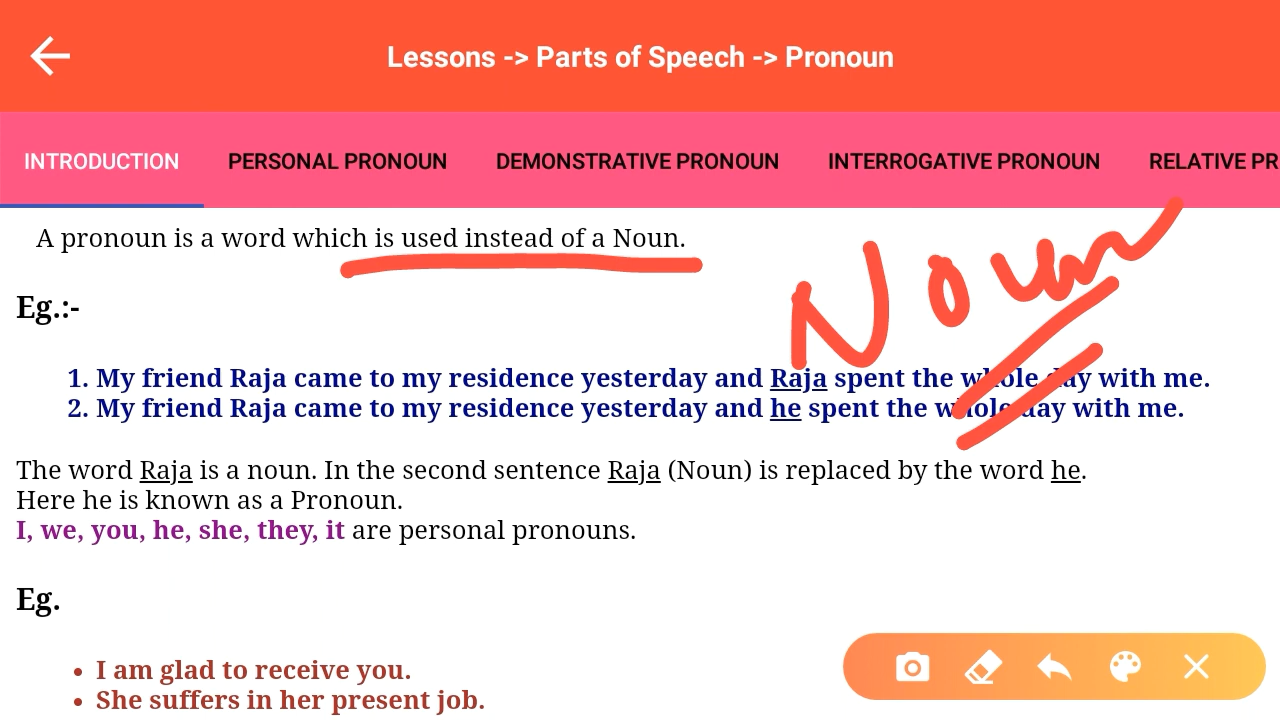 Lessons -> Parts of Speech -> Pronoun
INTRODUCTION PERSONAL PRONOUN DEMONSTRATIVE PRONOUN INTERROGATIVE PRONOUN RELATIVE PR
A pronoun is a word which is used instead of a Noun.
Noun
Eg.:-
1. My friend Raja came to my residence yesterday and Raja spent the whole day with me.
2. My friend Raja came to my residence yesterday and he spent the whole day with me.
The word Raja is a noun. In the second sentence Raja (Noun) is replaced by the word he.
Here he is known as a Pronoun.
I, we, you, he, she, they, it are personal pronouns.
Eg.
• I am glad to receive you.
• She suffers in her present job.